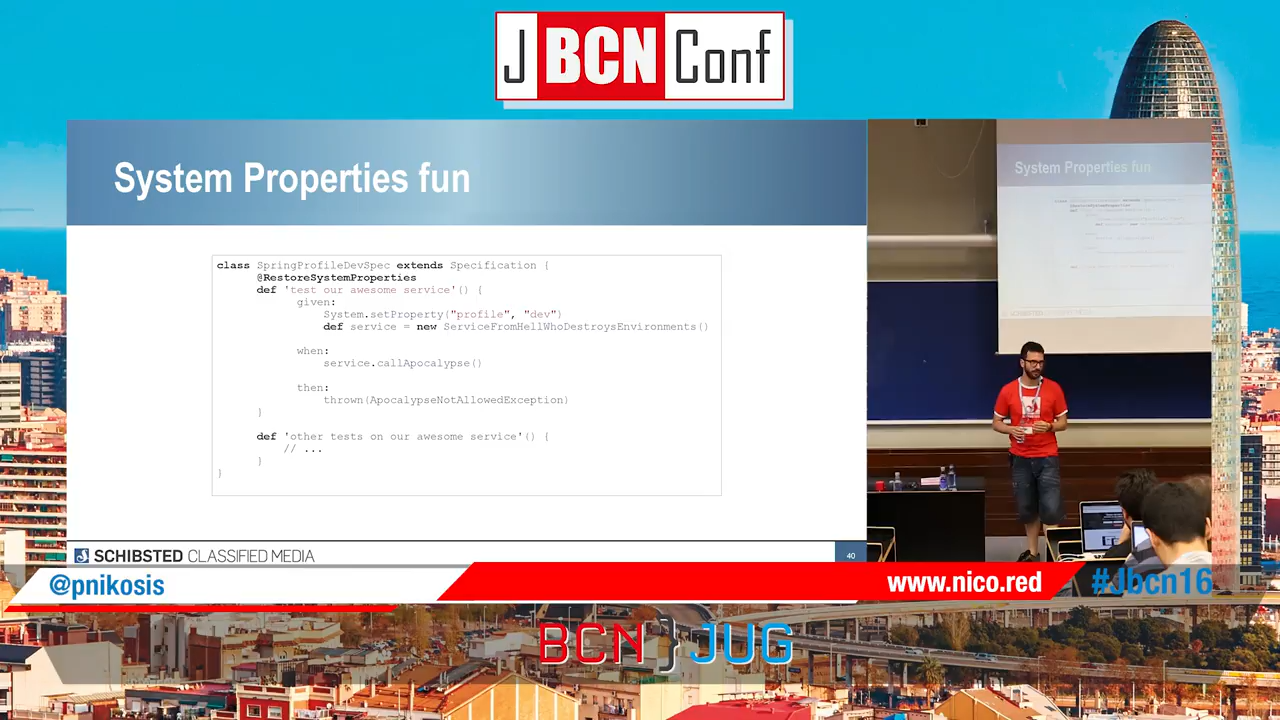 J BCN Conf
System Properties fun
class SpringProfileDevSpec extends Specification {
@RestoreSystemProperties
def 'test our awesome service'() {
given:
System.setProperty("profile", "dev")
def service = new ServiceFromHellWhoDestroysEnvironments()
when:
service.callApocalypse()
then:
thrown(ApocalypseNotAllowedException)
}
def 'other tests on our awesome service'() {
// ...
}
}
SCHIBSTED CLASSIFIED MEDIA
40
System Properties fun
@pnikosis
www.nico.red
#Jbcn16
BCN JUG